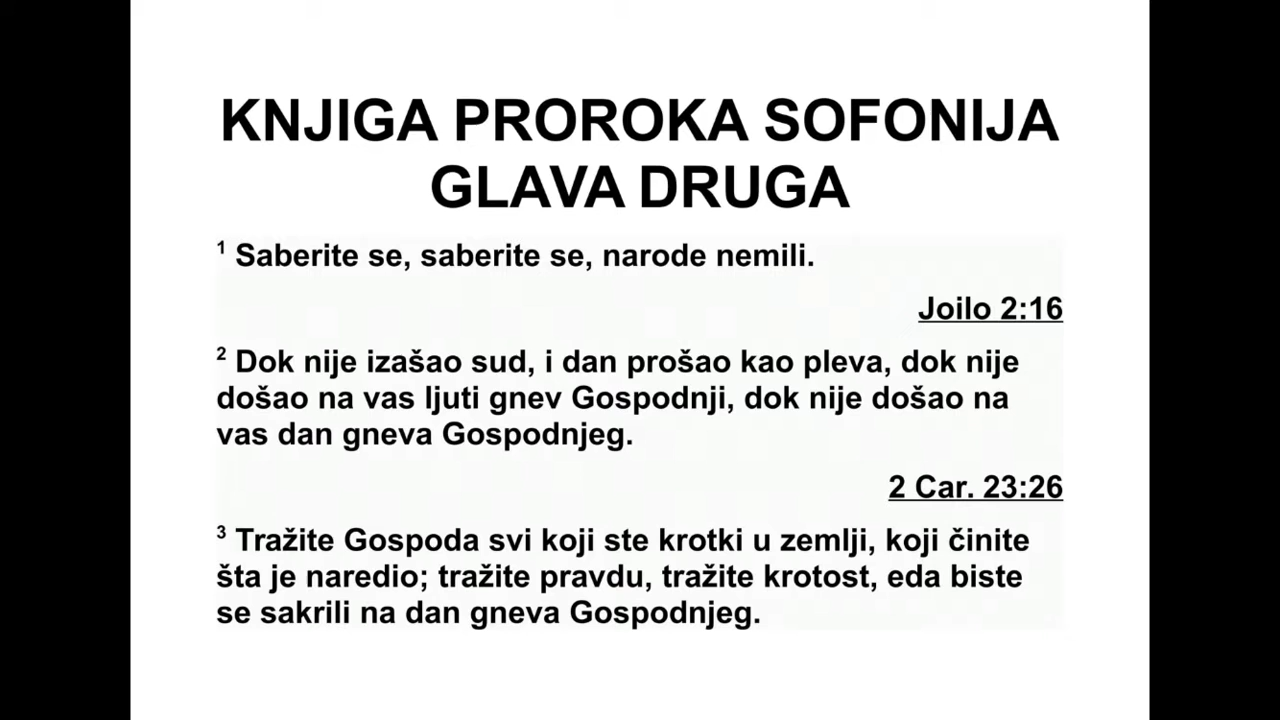 KNJIGA PROROKA SOFONIJA
GLAVA DRUGA
1 Saberite se, saberite se, narode nemili.
Joilo 2:16
2 Dok nije izašao sud, i dan prošao kao pleva, dok nije
došao na vas ljuti gnev Gospodnji, dok nije došao na
vas dan gneva Gospodnjeg.
2 Car. 23:26
3 Tražite Gospoda svi koji ste krotki u zemlji, koji činite
šta je naredio; tražite pravdu, tražite krotost, eda biste
se sakrili na dan gneva Gospodnjeg.